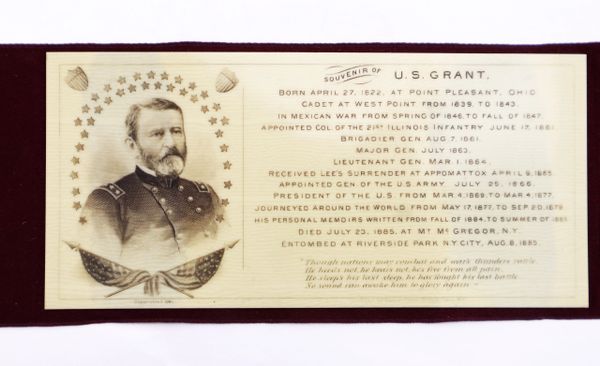 SOUVENIR OF U.S. GRANT.
BORN APRIL 27, 1822, AT POINT PLEASANT, OHIO
CADET AT WEST POINT FROM 1839, TO 1843.
IN MEXICAN WAR FROM SPRING OF 1846, TO FALL OF 1847.
APPOINTED COL. OF THE 21ST ILLINOIS INFANTRY JUNE 17, 1861.
BRIGADIER GEN. AUG. 7, 1861.
MAJOR GEN. JULY 1863.
LIEUTENANT GEN. MAR. 1, 1864.
RECEIVED LEE'S SURRENDER AT APPOMATTOX APRIL 9, 1865.
APPOINTED GEN. OF THE U.S. ARMY JULY 25, 1866.
PRESIDENT OF THE U.S. FROM MAR. 4, 1869, TO MAR. 4, 1877.
JOURNEYED AROUND THE WORLD FROM MAY 17, 1877, TO SEP. 20, 1879.
HIS PERSONAL MEMOIRS WRITTEN FROM FALL OF 1884, TO SUMMER OF 1885
DIED JULY 23, 1885, AT MT. MC GREGOR, N.Y.
ENTOMBED AT RIVERSIDE PARK N.Y. CITY, AUG. 8, 1885.
"Though nations may combat and war's thunders rattle,
He heeds not, he hears not, he's free from all pain.
He sleeps his last sleep, he has fought his last battle
No sound can awake him to glory again"